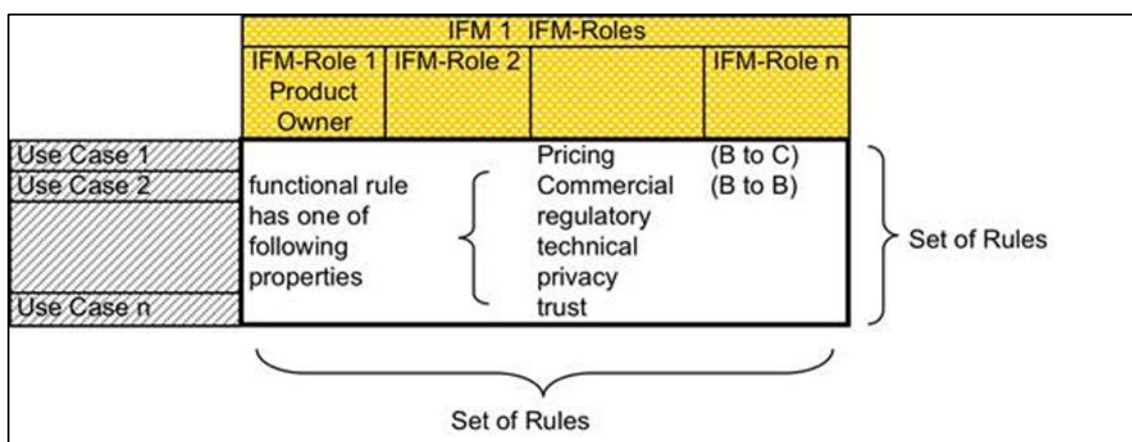 IFM 1 IFM-Roles
IFM-Role 1
Product
Owner
IFM-Role 2
IFM-Role n
Use Case 1
Use Case 2
Use Case n
functional rule
has one of
following
properties
Pricing (B to C)
Commercial (B to B)
regulatory
technical
privacy
trust
Set of Rules
Set of Rules